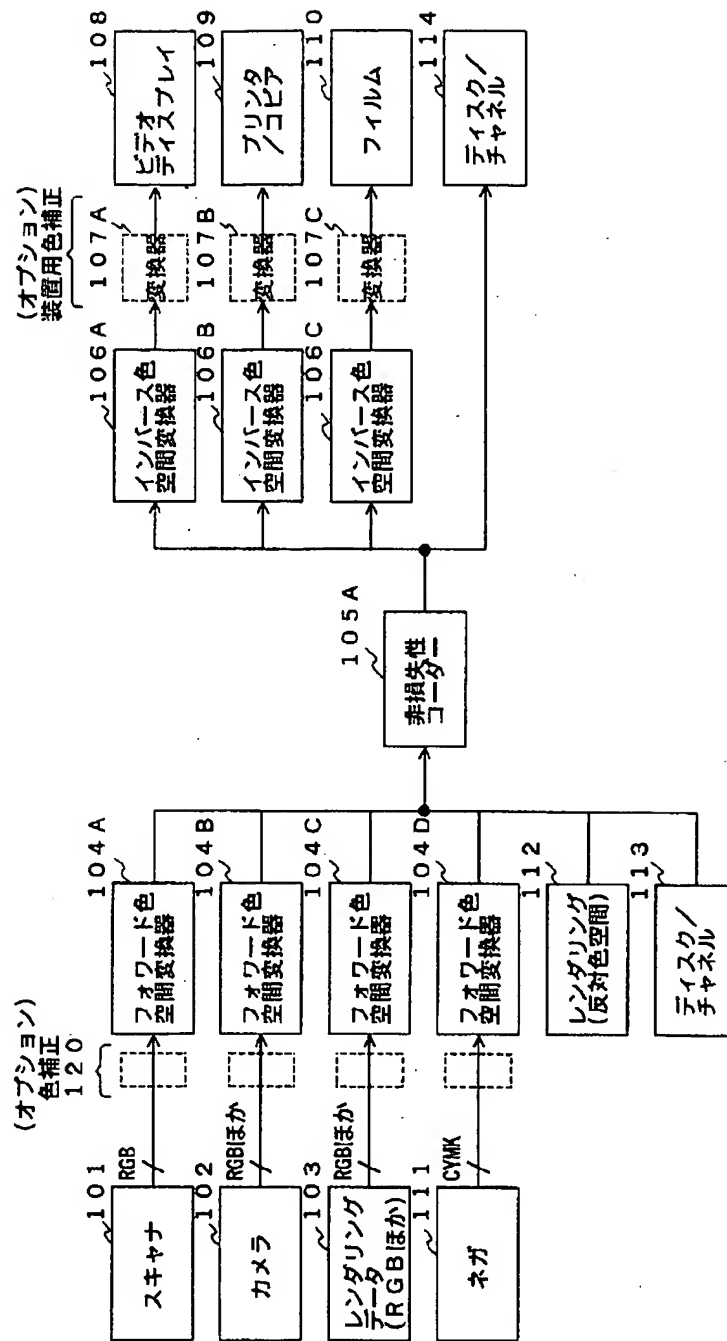 (オプション)
色補正
120
101
スキャナ
RGB
104A
フォワード色
空間変換器
102
カメラ
RGBほか
104B
フォワード色
空間変換器
103
レンダリング
データ
(RGBほか)
RGBほか
104C
フォワード色
空間変換器
111
ネガ
CYMK
104D
フォワード色
空間変換器
112
レンダリング
(反対色空間)
113
ディスク/
チャネル
105A
非損失性
コーダー
(オプション)
装置用色補正
106A
インバース色
空間変換器
107A
変換器
108
ビデオ
ディスプレイ
106B
インバース色
空間変換器
107B
変換器
109
プリンタ
/コピア
106C
インバース色
空間変換器
107C
変換器
110
フィルム
114
ディスク/
チャネル